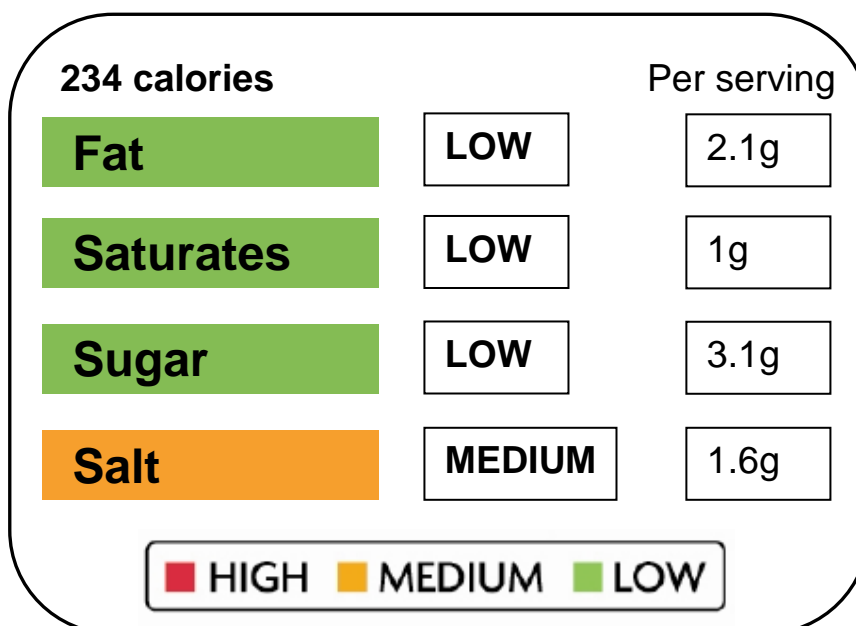 234 calories Per serving
Fat LOW 2.1g
Saturates LOW 1g
Sugar LOW 3.1g
Salt MEDIUM 1.6g
HIGH MEDIUM LOW